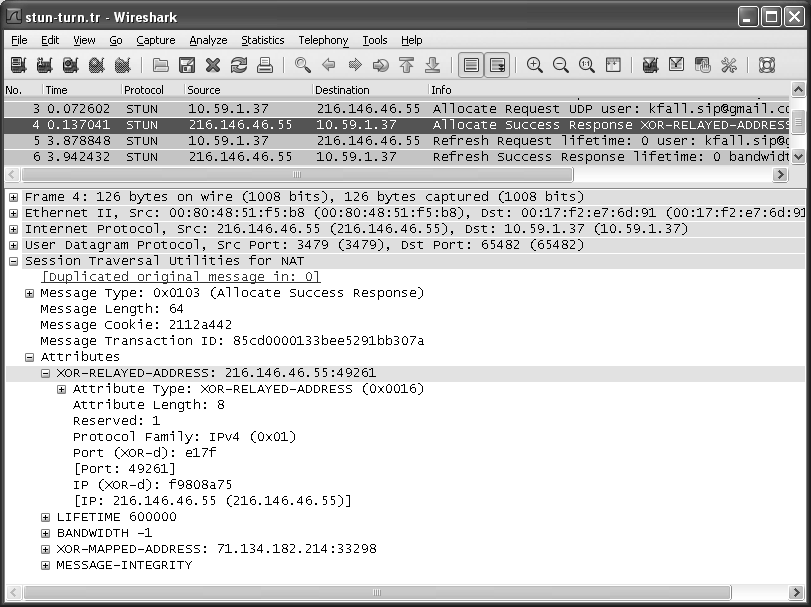 stun-turn.tr - Wireshark
File Edit View Go Capture Analyze Statistics Telephony Tools Help
No. Time Protocol Source Destination Info
3 0.072602 STUN 10.59.1.37 216.146.46.55 Allocate Request UDP user: kfall.sip@gmail.co
4 0.137041 STUN 216.146.46.55 10.59.1.37 Allocate Success Response XOR-RELAYED-ADDRESS
5 3.878848 STUN 10.59.1.37 216.146.46.55 Refresh Request lifetime: 0 user: kfall.sip@g
6 3.942432 STUN 216.146.46.55 10.59.1.37 Refresh Success Response lifetime: 0 bandwidt
Frame 4: 126 bytes on wire (1008 bits), 126 bytes captured (1008 bits)
Ethernet II, Src: 00:80:48:51:f5:b8 (00:80:48:51:f5:b8), Dst: 00:17:f2:e7:6d:91 (00:17:f2:e7:6d:91
Internet Protocol, Src: 216.146.46.55 (216.146.46.55), Dst: 10.59.1.37 (10.59.1.37)
User Datagram Protocol, Src Port: 3479 (3479), Dst Port: 65482 (65482)
Session Traversal Utilities for NAT
[Duplicated original message in: 0]
Message Type: 0x0103 (Allocate Success Response)
Message Length: 64
Message Cookie: 2112a442
Message Transaction ID: 85cd0000133bee5291bb307a
Attributes
XOR-RELAYED-ADDRESS: 216.146.46.55:49261
Attribute Type: XOR-RELAYED-ADDRESS (0x0016)
Attribute Length: 8
Reserved: 1
Protocol Family: IPv4 (0x01)
Port (XOR-d): e17f
[Port: 49261]
IP (XOR-d): f9808a75
[IP: 216.146.46.55 (216.146.46.55)]
LIFETIME 600000
BANDWIDTH -1
XOR-MAPPED-ADDRESS: 71.134.182.214:33298
MESSAGE-INTEGRITY